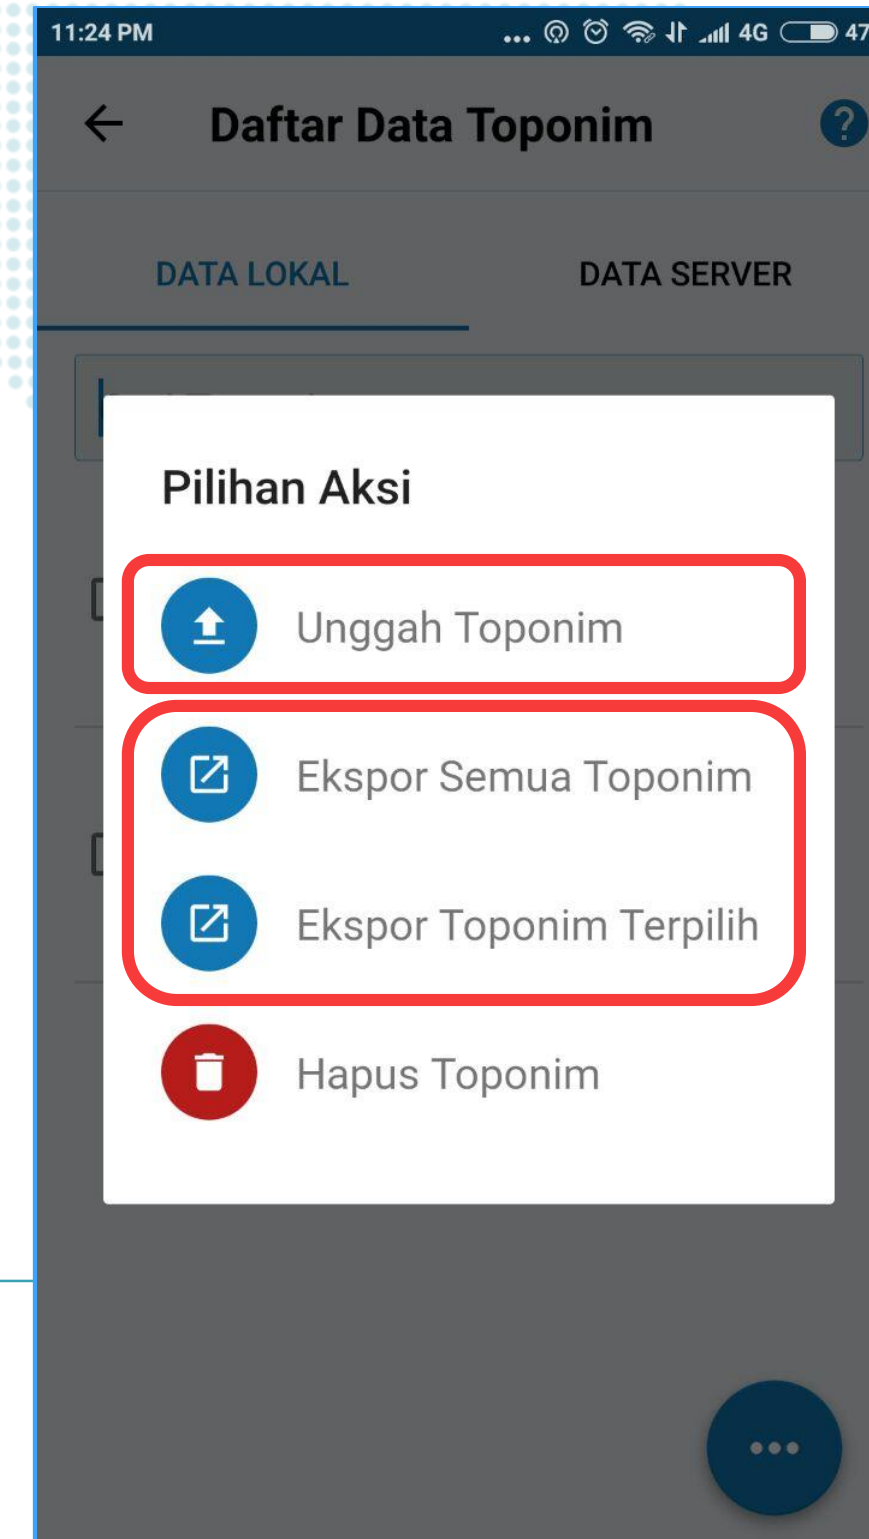 11:24 PM
4G 47
Daftar Data Toponim
DATA LOKAL
DATA SERVER
Pilihan Aksi
Unggah Toponim
Ekspor Semua Toponim
Ekspor Toponim Terpilih
Hapus Toponim